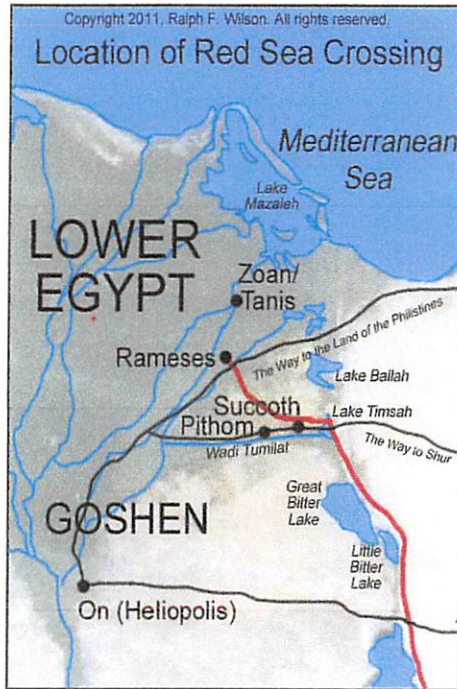 Copyright 2011, Ralph F. Wilson. All rights reserved.
Location of Red Sea Crossing
Mediterranean
Sea
Lake
Mazaleh
LOWER
EGYPT
Zoan/
Tanis
Rameses
The Way to the Land of the Philistines
Lake Ballah
Succoth
Lake Timsah
Pithom
The Way to Shur
Wadi Tumilat
Great
Bitter
Lake
GOSHEN
Little
Bitter
Lake
On (Heliopolis)